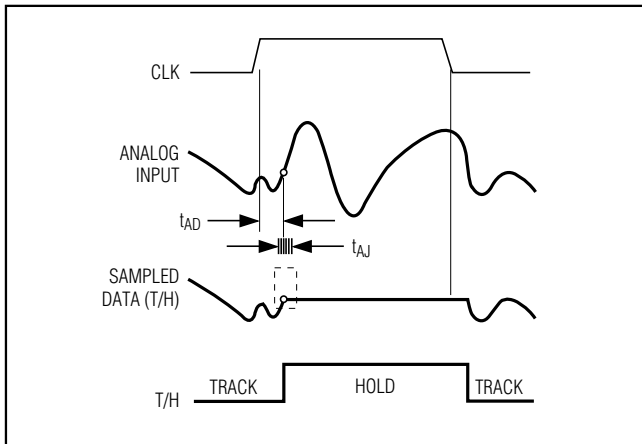 CLK
ANALOG
INPUT
tAD
tAJ
SAMPLED
DATA (T/H)
TRACK HOLD TRACK
T/H